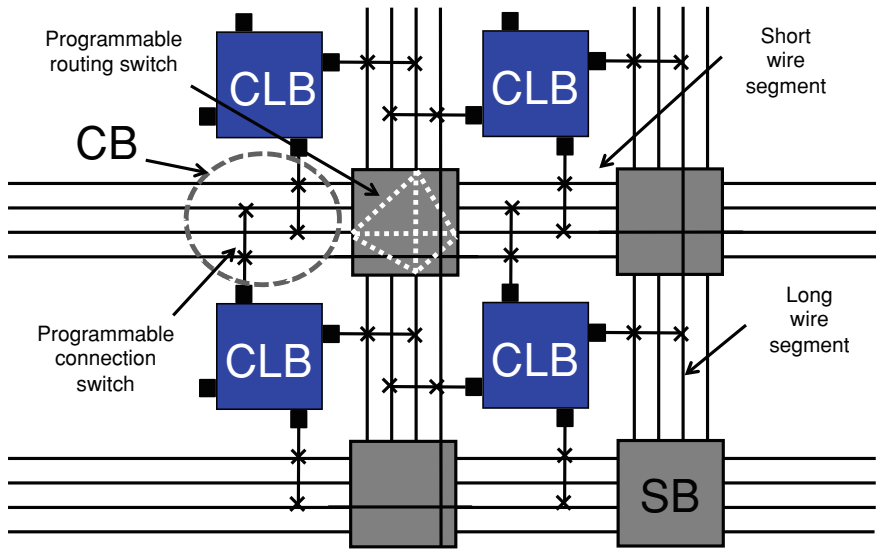 Programmable
routing switch
CLB
CLB
Short
wire
segment
CB
Programmable
connection
switch
CLB
CLB
Long
wire
segment
SB